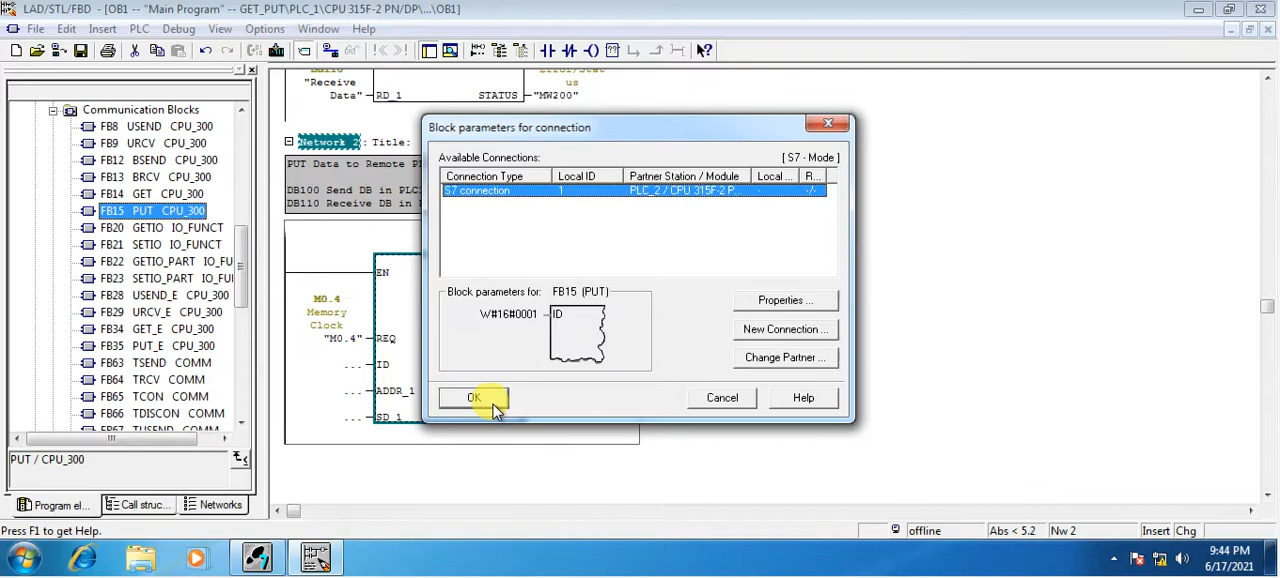 LAD/STL/FBD - [OB1 -- "Main Program" -- GET_PUT\PLC_1\CPU 315F-2 PN/DP\...\OB1]
File Edit Insert PLC Debug View Options Window Help
Communication Blocks
FB8 USEND CPU_300
FB9 URCV CPU_300
FB12 BSEND CPU_300
FB13 BRCV CPU_300
FB14 GET CPU_300
FB15 PUT CPU_300
FB20 GETIO IO_FUNCT
FB21 SETIO IO_FUNCT
FB22 GETIO_PART IO_FU
FB23 SETIO_PART IO_FU
FB28 USEND_E CPU_300
FB29 URCV_E CPU_300
FB34 GET_E CPU_300
FB35 PUT_E CPU_300
FB63 TSEND COMM
FB64 TRCV COMM
FB65 TCON COMM
FB66 TDISCON COMM
FB67 TUSEND COMM
PUT / CPU_300
Program el...
Call struc...
Networks
"Receive
Data"
RD_1
STATUS
us
"MW200"
Network 2 : Title:
PUT Data to Remote P
DB100 Send DB in PLC
DB110 Receive DB in P
EN
M0.4
Memory
Clock
"M0.4"
REQ
... ID
... ADDR_1
... SD_1
Block parameters for connection
Available Connections: [ S7 - Mode ]
Connection Type Local ID Partner Station / Module Local ... R...
S7 connection 1 PLC_2 / CPU 315F-2 P... - -/-
Block parameters for: FB15 (PUT)
W#16#0001 ID
Properties ...
New Connection ...
Change Partner ...
OK Cancel Help
Press F1 to get Help.
offline Abs < 5.2 Nw 2 Insert Chg
9:44 PM
6/17/2021